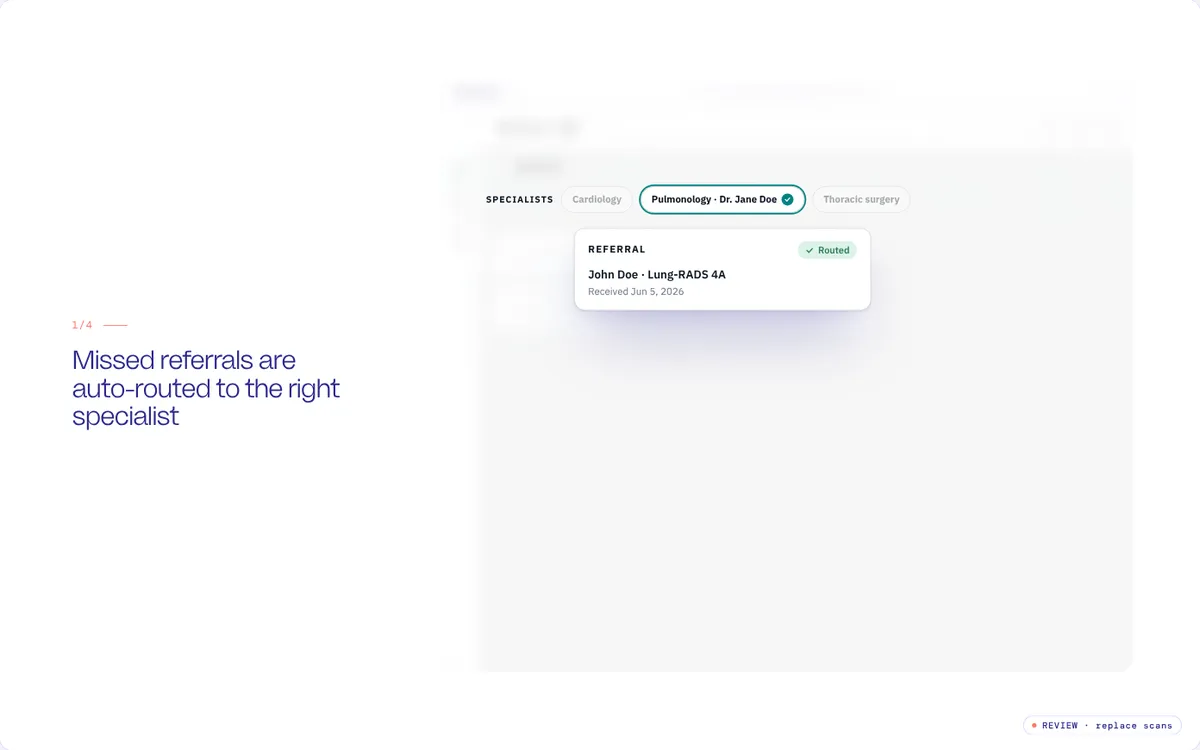 SPECIALISTS Cardiology Pulmonology · Dr. Jane Doe Thoracic surgery
REFERRAL Routed
John Doe · Lung-RADS 4A
Received Jun 5, 2026
1/4
Missed referrals are
auto-routed to the right
specialist
REVIEW · replace scans